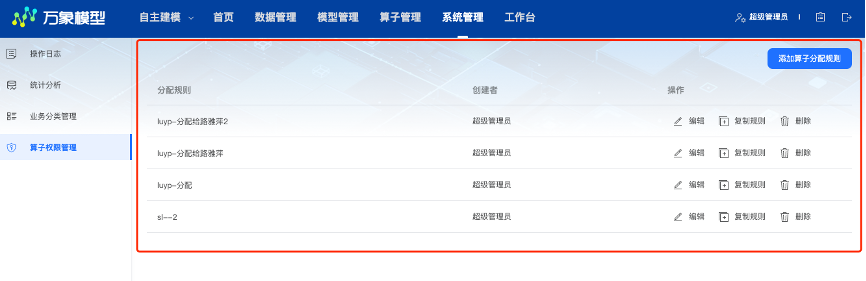 万象模型 自主建模 首页 数据管理 模型管理 算子管理 系统管理 工作台 超级管理员
操作日志
统计分析
业务分类管理
算子权限管理
添加算子分配规则
分配规则 创建者 操作
luyp-分配给路雅萍2 超级管理员 编辑 复制规则 删除
luyp-分配给路雅萍 超级管理员 编辑 复制规则 删除
luyp-分配 超级管理员 编辑 复制规则 删除
sl--2 超级管理员 编辑 复制规则 删除